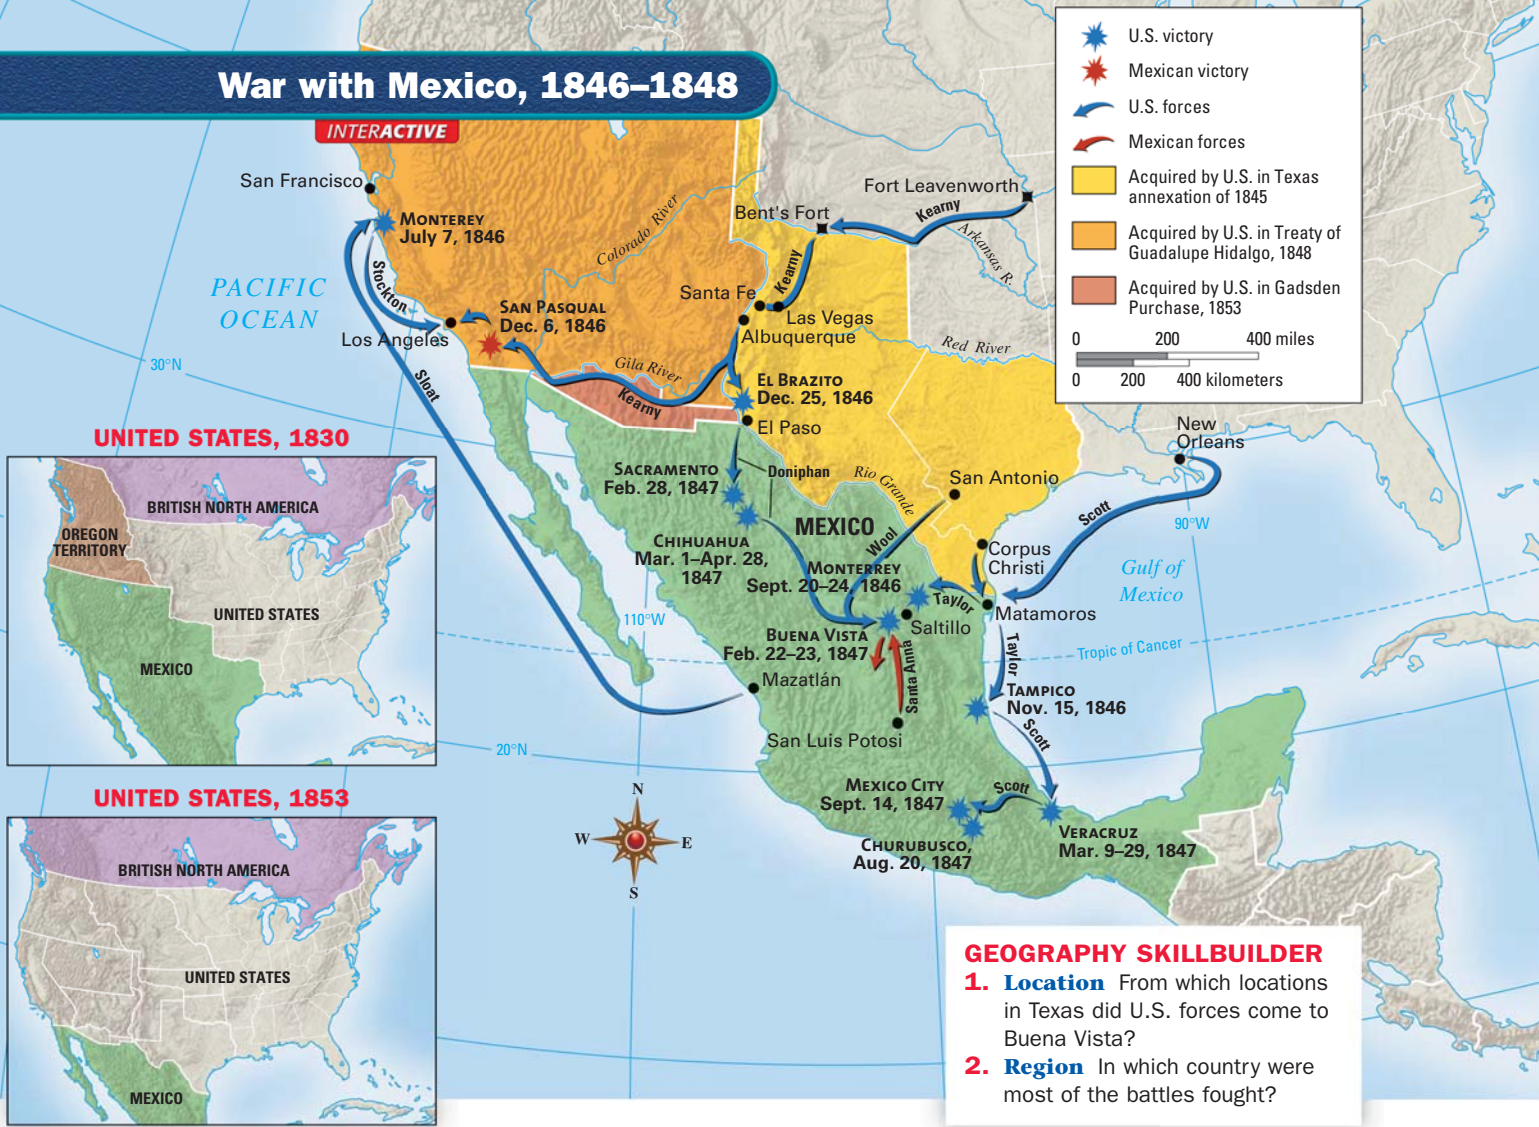 War with Mexico, 1846–1848
INTERACTIVE
U.S. victory
Mexican victory
U.S. forces
Mexican forces
Acquired by U.S. in Texas
annexation of 1845
Acquired by U.S. in Treaty of
Guadalupe Hidalgo, 1848
Acquired by U.S. in Gadsden
Purchase, 1853
0 200 400 miles
0 200 400 kilometers
San Francisco
MONTEREY
July 7, 1846
PACIFIC
OCEAN
Stockton
Los Angeles
SAN PASQUAL
Dec. 6, 1846
Colorado River
Gila River
Kearny
Sloat
30°N
Fort Leavenworth
Kearny
Bent's Fort
Arkansas R.
Kearny
Santa Fe
Las Vegas
Albuquerque
Red River
EL BRAZITO
Dec. 25, 1846
El Paso
SACRAMENTO
Feb. 28, 1847
Doniphan
Rio Grande
San Antonio
New
Orleans
Scott
90°W
MEXICO
CHIHUAHUA
Mar. 1–Apr. 28,
1847
Wool
Corpus
Christi
Gulf of
Mexico
MONTERREY
Sept. 20–24, 1846
Taylor
Matamoros
Saltillo
110°W
BUENA VISTA
Feb. 22–23, 1847
Taylor
Tropic of Cancer
Santa Anna
Mazatlán
TAMPICO
Nov. 15, 1846
San Luis Potosi
Scott
20°N
MEXICO CITY
Sept. 14, 1847
Scott
VERACRUZ
Mar. 9–29, 1847
CHURUBUSCO,
Aug. 20, 1847
N
W E
S
UNITED STATES, 1830
BRITISH NORTH AMERICA
OREGON
TERRITORY
UNITED STATES
MEXICO
UNITED STATES, 1853
BRITISH NORTH AMERICA
UNITED STATES
MEXICO
GEOGRAPHY SKILLBUILDER
1. Location From which locations
in Texas did U.S. forces come to
Buena Vista?
2. Region In which country were
most of the battles fought?